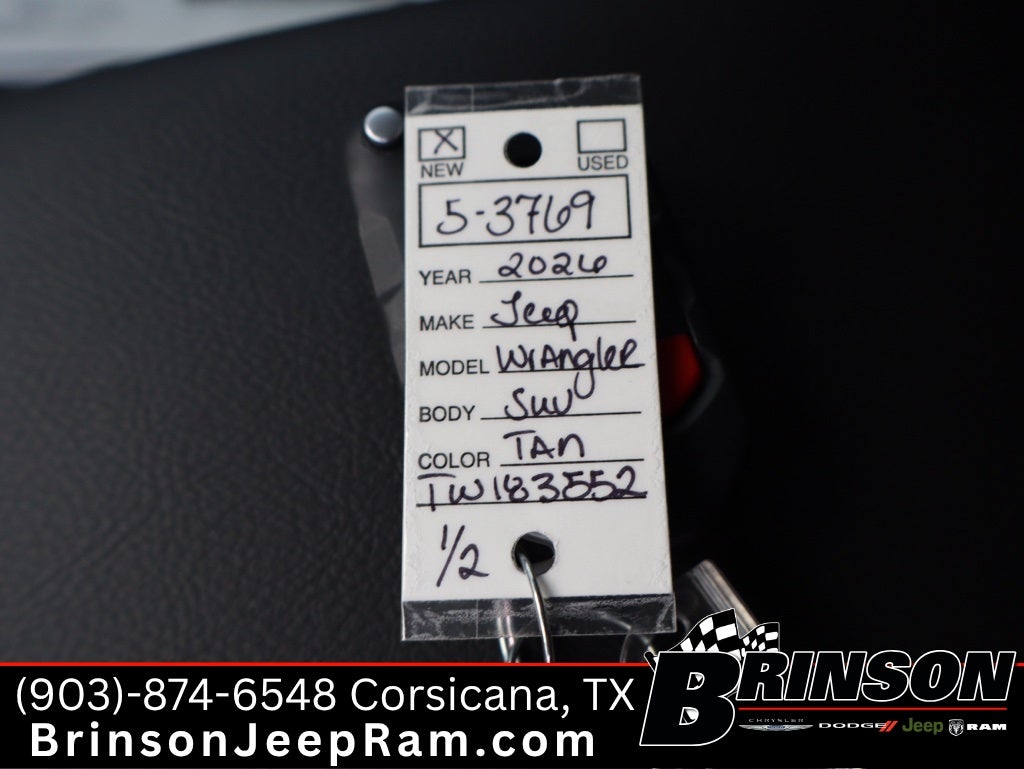 X
NEW USED
5-3769
YEAR 2026
MAKE Jeep
MODEL WrAngleR
BODY Suv
COLOR TAn
TW183552
1/2
(903)-874-6548 Corsicana, TX
BrinsonJeepRam.com
BRINSON
CHRYSLER DODGE Jeep RAM